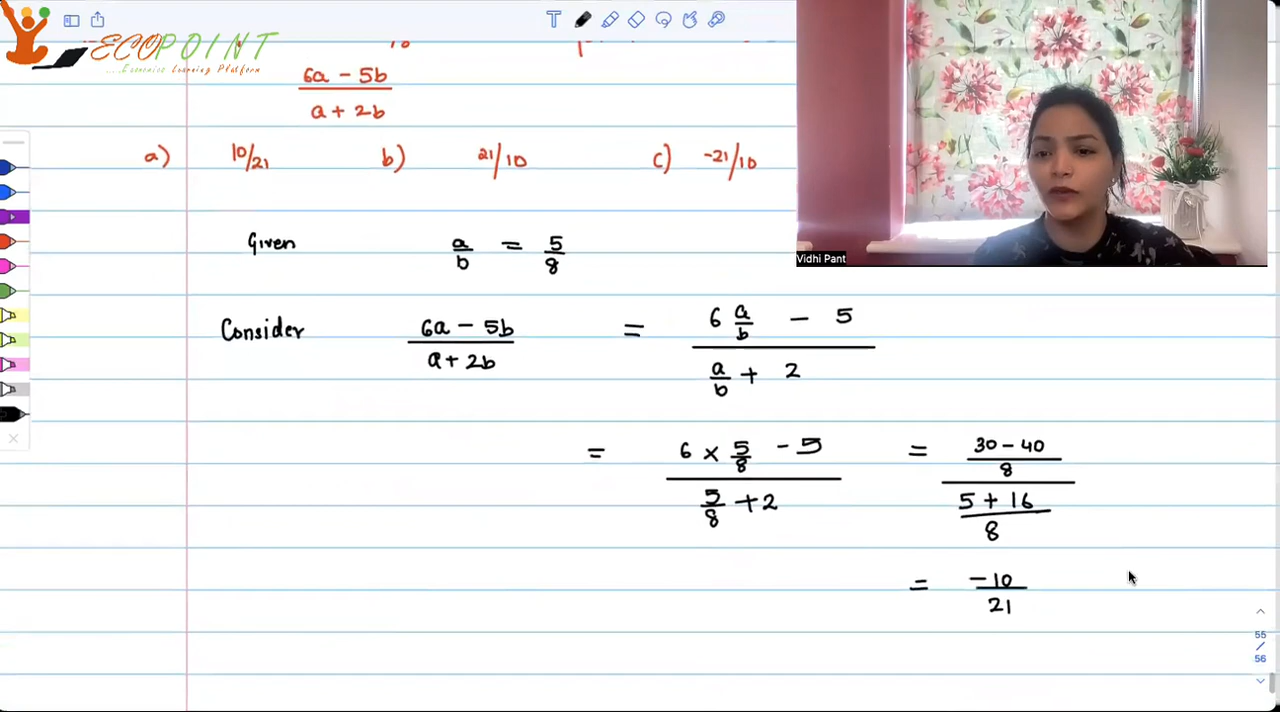 ECOPOINT
...Economics Learning Platform
6a - 5b
a + 2b
a) 10/21 b) 21/10 c) -21/10
Vidhi Pant
Given a/b = 5/8
Consider (6a - 5b)/(a + 2b) = (6 a/b - 5)/(a/b + 2)
= (6 × 5/8 - 5)/(5/8 + 2) = ((30 - 40)/8)/((5 + 16)/8)
= -10/21
55
/
56